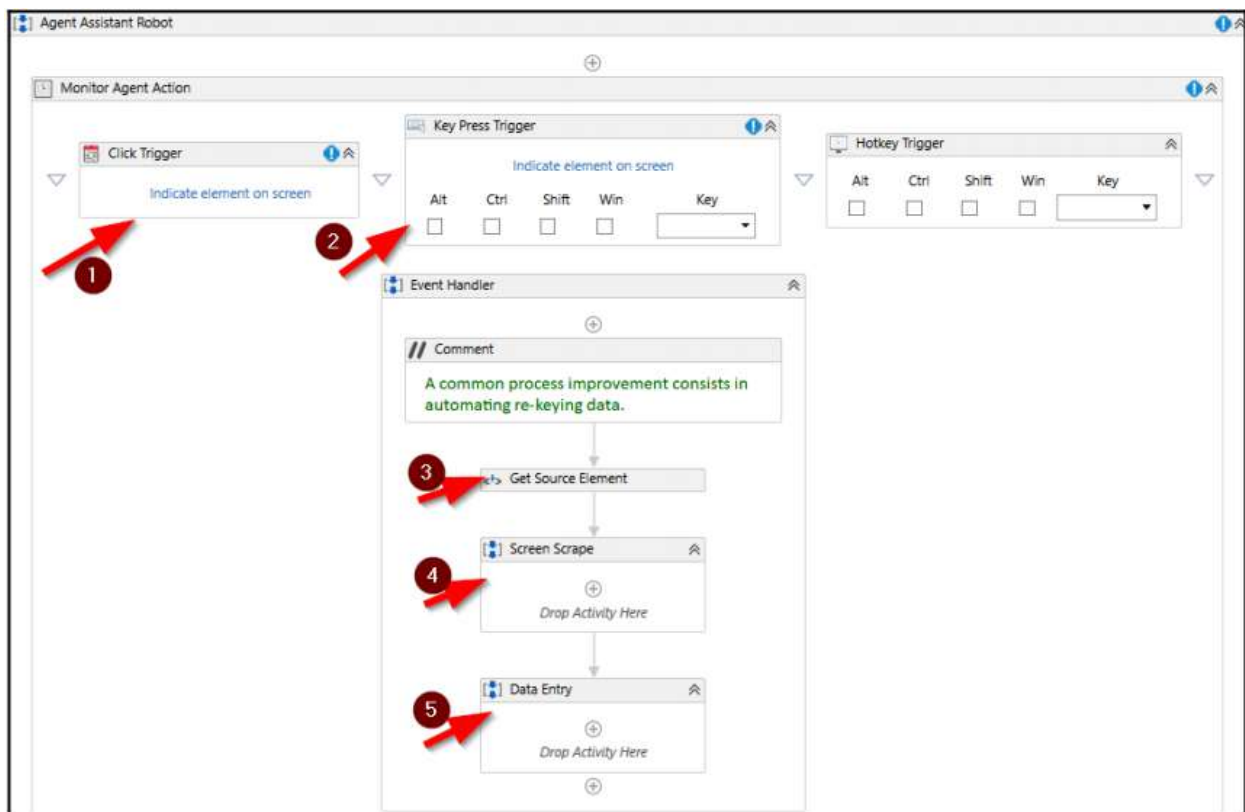 Agent Assistant Robot
Monitor Agent Action
Click Trigger
Indicate element on screen
1
Key Press Trigger
Indicate element on screen
Alt Ctrl Shift Win Key
2
Hotkey Trigger
Alt Ctrl Shift Win Key
Event Handler
// Comment
A common process improvement consists in
automating re-keying data.
3
Get Source Element
4
Screen Scrape
Drop Activity Here
5
Data Entry
Drop Activity Here